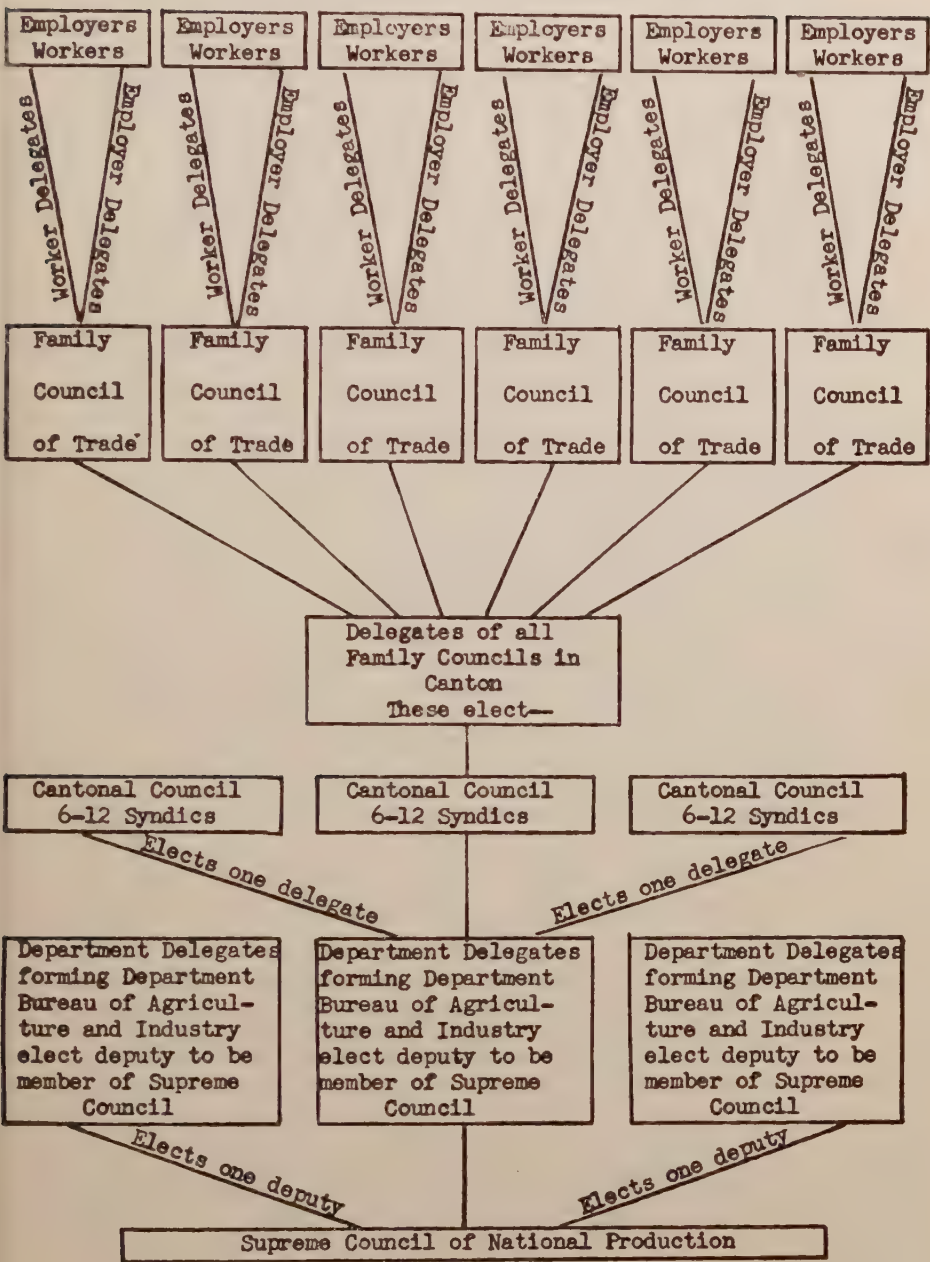 Employers
Workers
Employers
Workers
Employers
Workers
Employers
Workers
Employers
Workers
Employers
Workers
Worker Delegates
Employer Delegates
Worker Delegates
Employer Delegates
Worker Delegates
Employer Delegates
Worker Delegates
Employer Delegates
Worker Delegates
Employer Delegates
Worker Delegates
Employer Delegates
Family
Council
of Trade
Family
Council
of Trade
Family
Council
of Trade
Family
Council
of Trade
Family
Council
of Trade
Family
Council
of Trade
Delegates of all
Family Councils in
Canton
These elect—
Cantonal Council
6-12 Syndics
Cantonal Council
6-12 Syndics
Cantonal Council
6-12 Syndics
Elects one delegate
Elects one delegate
Department Delegates
forming Department
Bureau of Agricul-
ture and Industry
elect deputy to be
member of Supreme
Council
Department Delegates
forming Department
Bureau of Agricul-
ture and Industry
elect deputy to be
member of Supreme
Council
Department Delegates
forming Department
Bureau of Agricul-
ture and Industry
elect deputy to be
member of Supreme
Council
Elects one deputy
Elects one deputy
Supreme Council of National Production